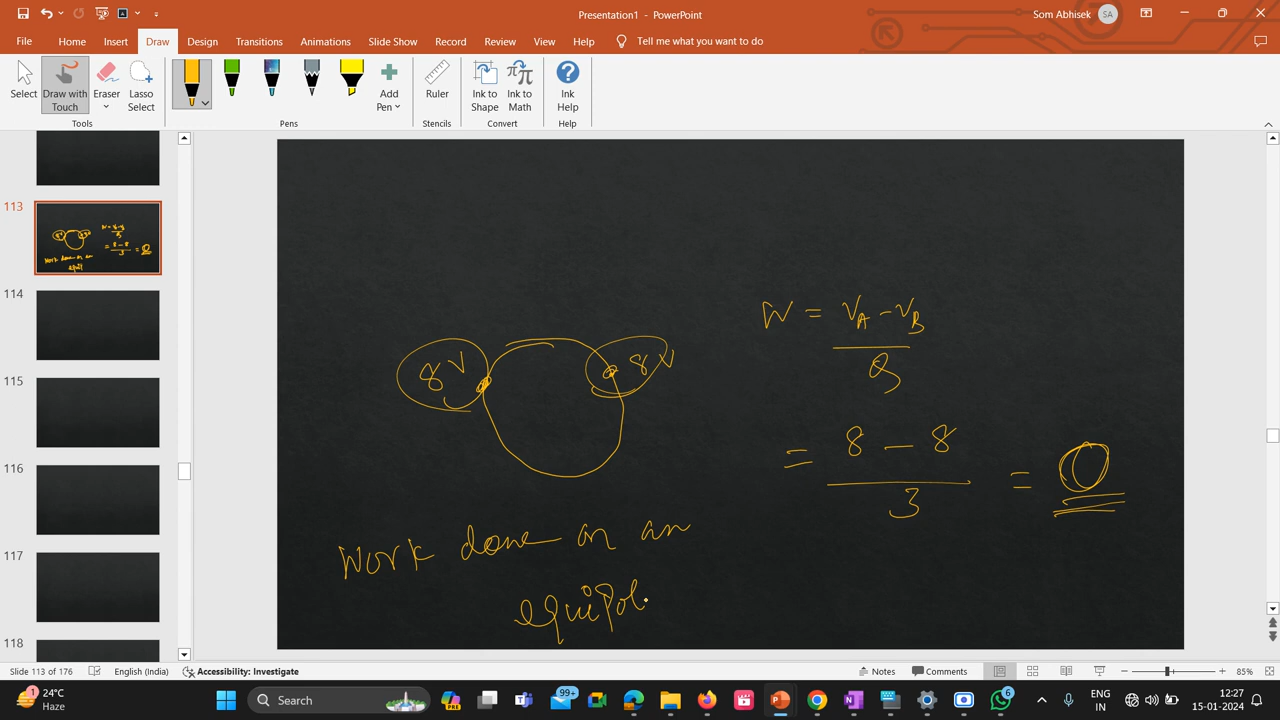 Presentation1 - PowerPoint
Som Abhisek
SA
File
Home
Insert
Draw
Design
Transitions
Animations
Slide Show
Record
Review
View
Help
Tell me what you want to do
Select
Draw with Touch
Eraser
Lasso Select
Add Pen
Ruler
Ink to Shape
Ink to Math
Ink Help
Tools
Pens
Stencils
Convert
Help
113
114
115
116
117
118
8V
8V
W = VA - VB
8 - 8
= 0
3
Work done on an
equipot
Slide 113 of 176
English (India)
Accessibility: Investigate
Notes
Comments
85%
24°C
Haze
Search
PRE
99+
6
ENG
IN
12:27
15-01-2024